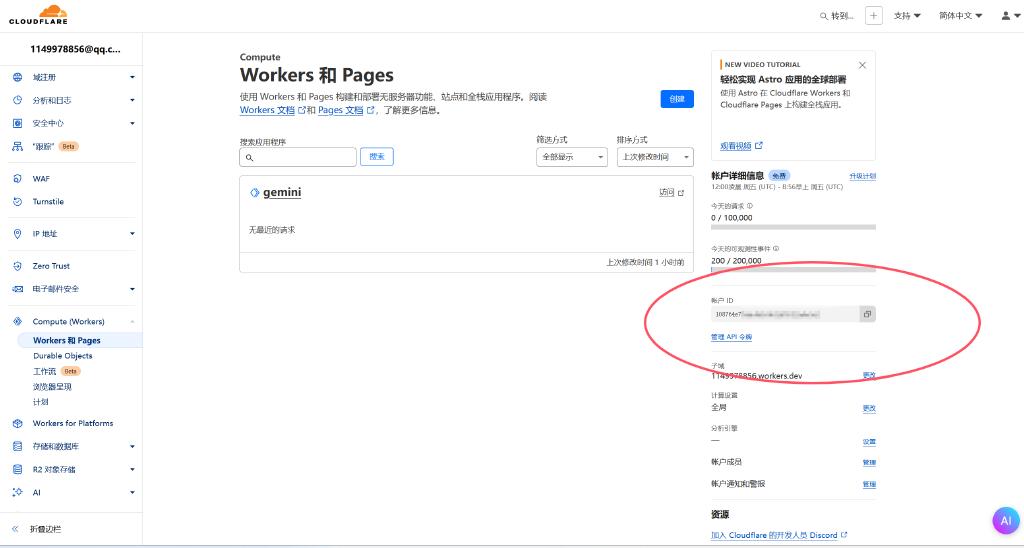 CLOUDFLARE
转到...
支持
简体中文
1149978856@qq.c...
域注册
分析和日志
安全中心
"跟踪" Beta
WAF
Turnstile
IP 地址
Zero Trust
电子邮件安全
Compute (Workers)
Workers 和 Pages
Durable Objects
工作流 Beta
浏览器呈现
计划
Workers for Platforms
存储和数据库
R2 对象存储
AI
折叠边栏
Compute
Workers 和 Pages
使用 Workers 和 Pages 构建和部署无服务器功能、站点和全栈应用程序。阅读
Workers 文档 和 Pages 文档 ，了解更多信息。
创建
搜索应用程序
搜索
筛选方式
全部显示
排序方式
上次修改时间
gemini
访问
无最近的请求
上次修改时间 1 小时前
NEW VIDEO TUTORIAL
轻松实现 Astro 应用的全球部署
使用 Astro 在 Cloudflare Workers 和
Cloudflare Pages 上构建全栈应用。
观看视频
帐户详细信息 免费 升级计划
12:00凌晨 周五 (UTC) - 8:56早上 周五 (UTC)
今天的请求
0 / 100,000
今天的可观测性事件
200 / 200,000
帐户 ID
108764e7
管理 API 令牌
子域
1149978856.workers.dev 更改
计算设置
全局 更改
分析引擎
— 设置
帐户成员 管理
帐户通知和警报 管理
资源
加入 Cloudflare 的开发人员 Discord
AI